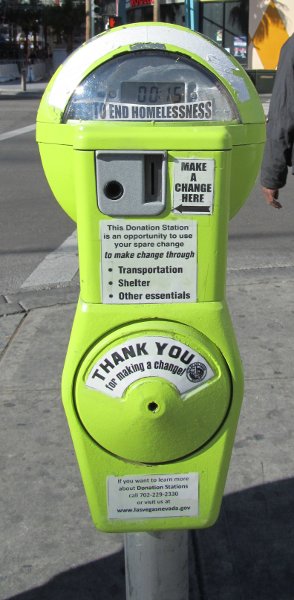 00:15
TO END HOMELESSNESS
MAKE
A
CHANGE
HERE
This Donation Station
is an opportunity to use
your spare change
to make change through
• Transportation
• Shelter
• Other essentials
THANK YOU
for making a change!
If you want to learn more
about Donation Stations
call 702-229-2330
or visit us at
www.lasvegasnevada.gov